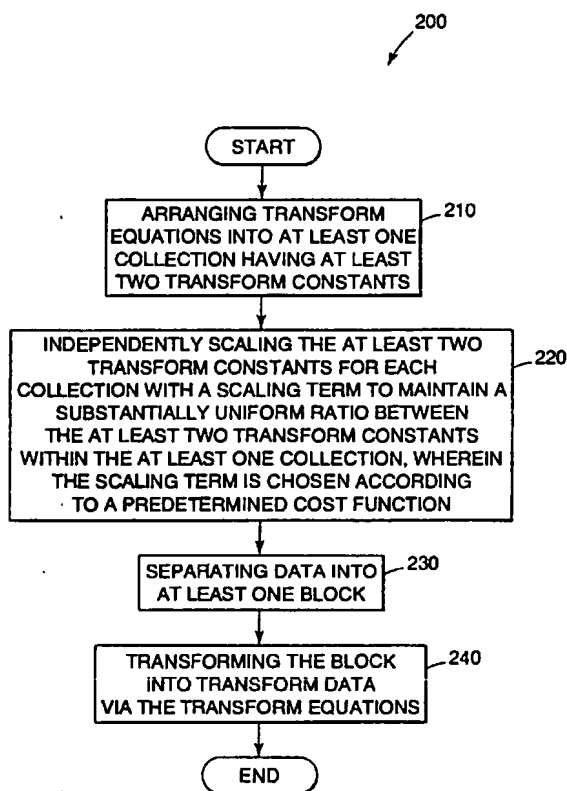 200
START
ARRANGING TRANSFORM
EQUATIONS INTO AT LEAST ONE
COLLECTION HAVING AT LEAST
TWO TRANSFORM CONSTANTS
210
INDEPENDENTLY SCALING THE AT LEAST TWO
TRANSFORM CONSTANTS FOR EACH
COLLECTION WITH A SCALING TERM TO MAINTAIN A
SUBSTANTIALLY UNIFORM RATIO BETWEEN
THE AT LEAST TWO TRANSFORM CONSTANTS
WITHIN THE AT LEAST ONE COLLECTION, WHEREIN
THE SCALING TERM IS CHOSEN ACCORDING
TO A PREDETERMINED COST FUNCTION
220
SEPARATING DATA INTO
AT LEAST ONE BLOCK
230
TRANSFORMING THE BLOCK
INTO TRANSFORM DATA
VIA THE TRANSFORM EQUATIONS
240
END